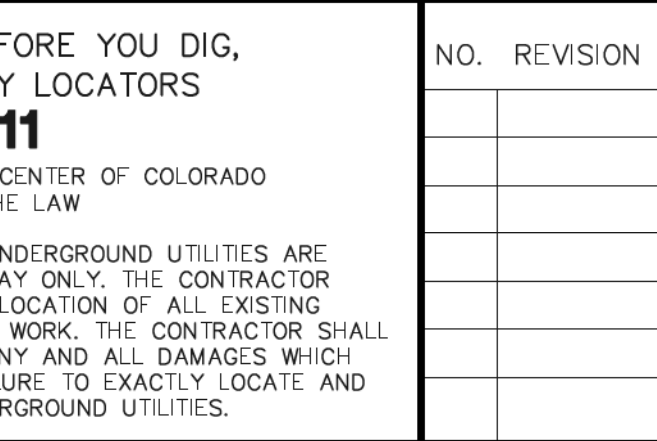 FORE YOU DIG,
Y LOCATORS
11
CENTER OF COLORADO
HE LAW
NDERGROUND UTILITIES ARE
AY ONLY. THE CONTRACTOR
LOCATION OF ALL EXISTING
WORK. THE CONTRACTOR SHALL
NY AND ALL DAMAGES WHICH
LURE TO EXACTLY LOCATE AND
RGROUND UTILITIES.
NO. REVISION